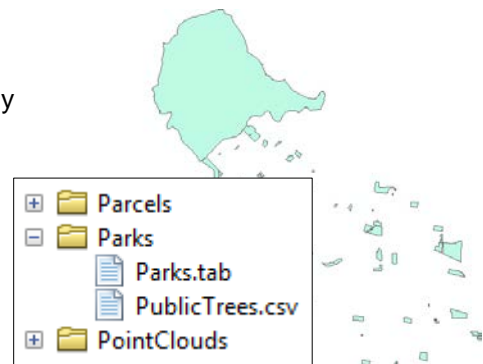 y
Parcels
Parks
Parks.tab
PublicTrees.csv
PointClouds